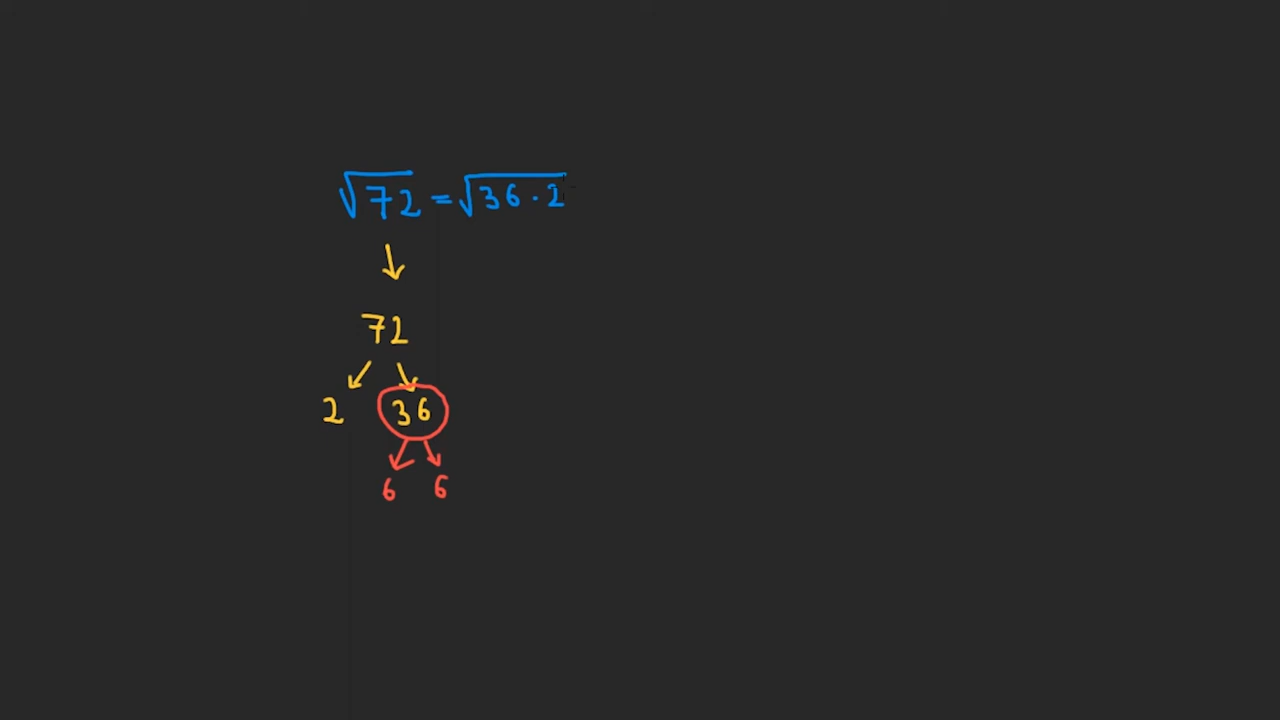 √72 = √36 · 2
↓
72
2 36
6 6